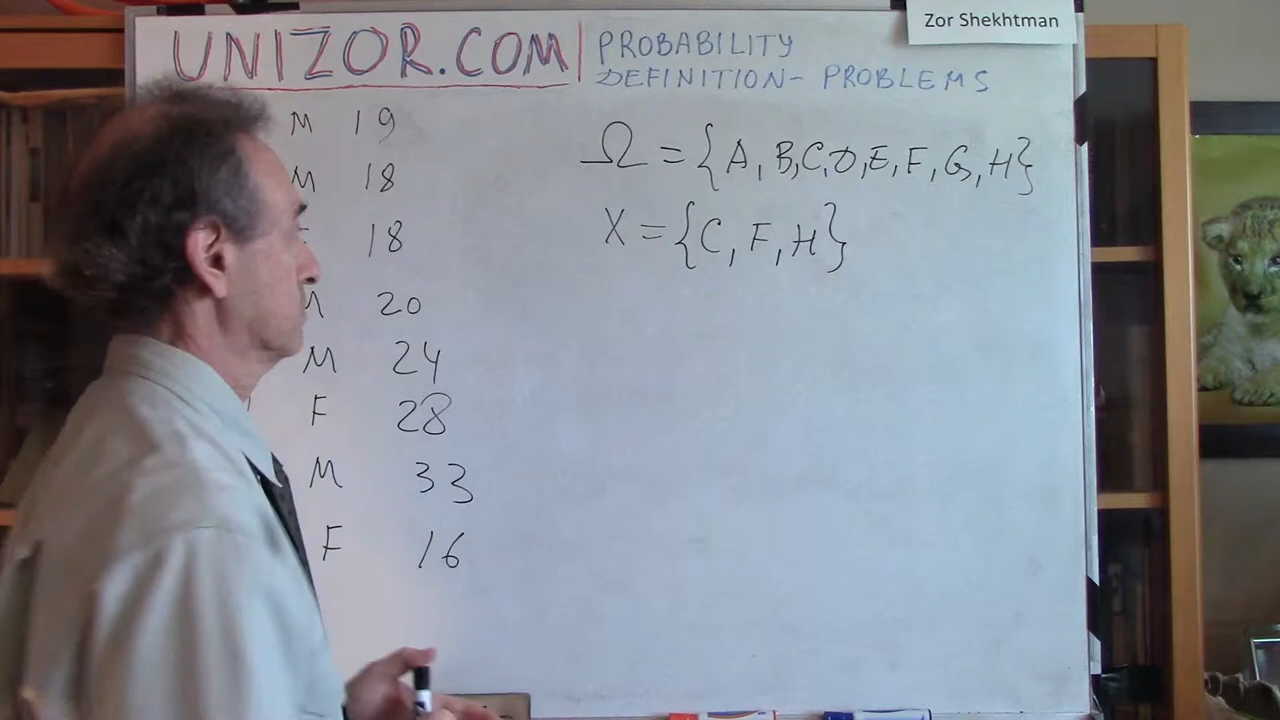 Zor Shekhtman
UNIZOR.COM
PROBABILITY
DEFINITION- PROBLEMS
M 19
M 18
18
20
M 24
F 28
M 33
F 16
Ω = {A, B, C, D, E, F, G, H}
X = {C, F, H}